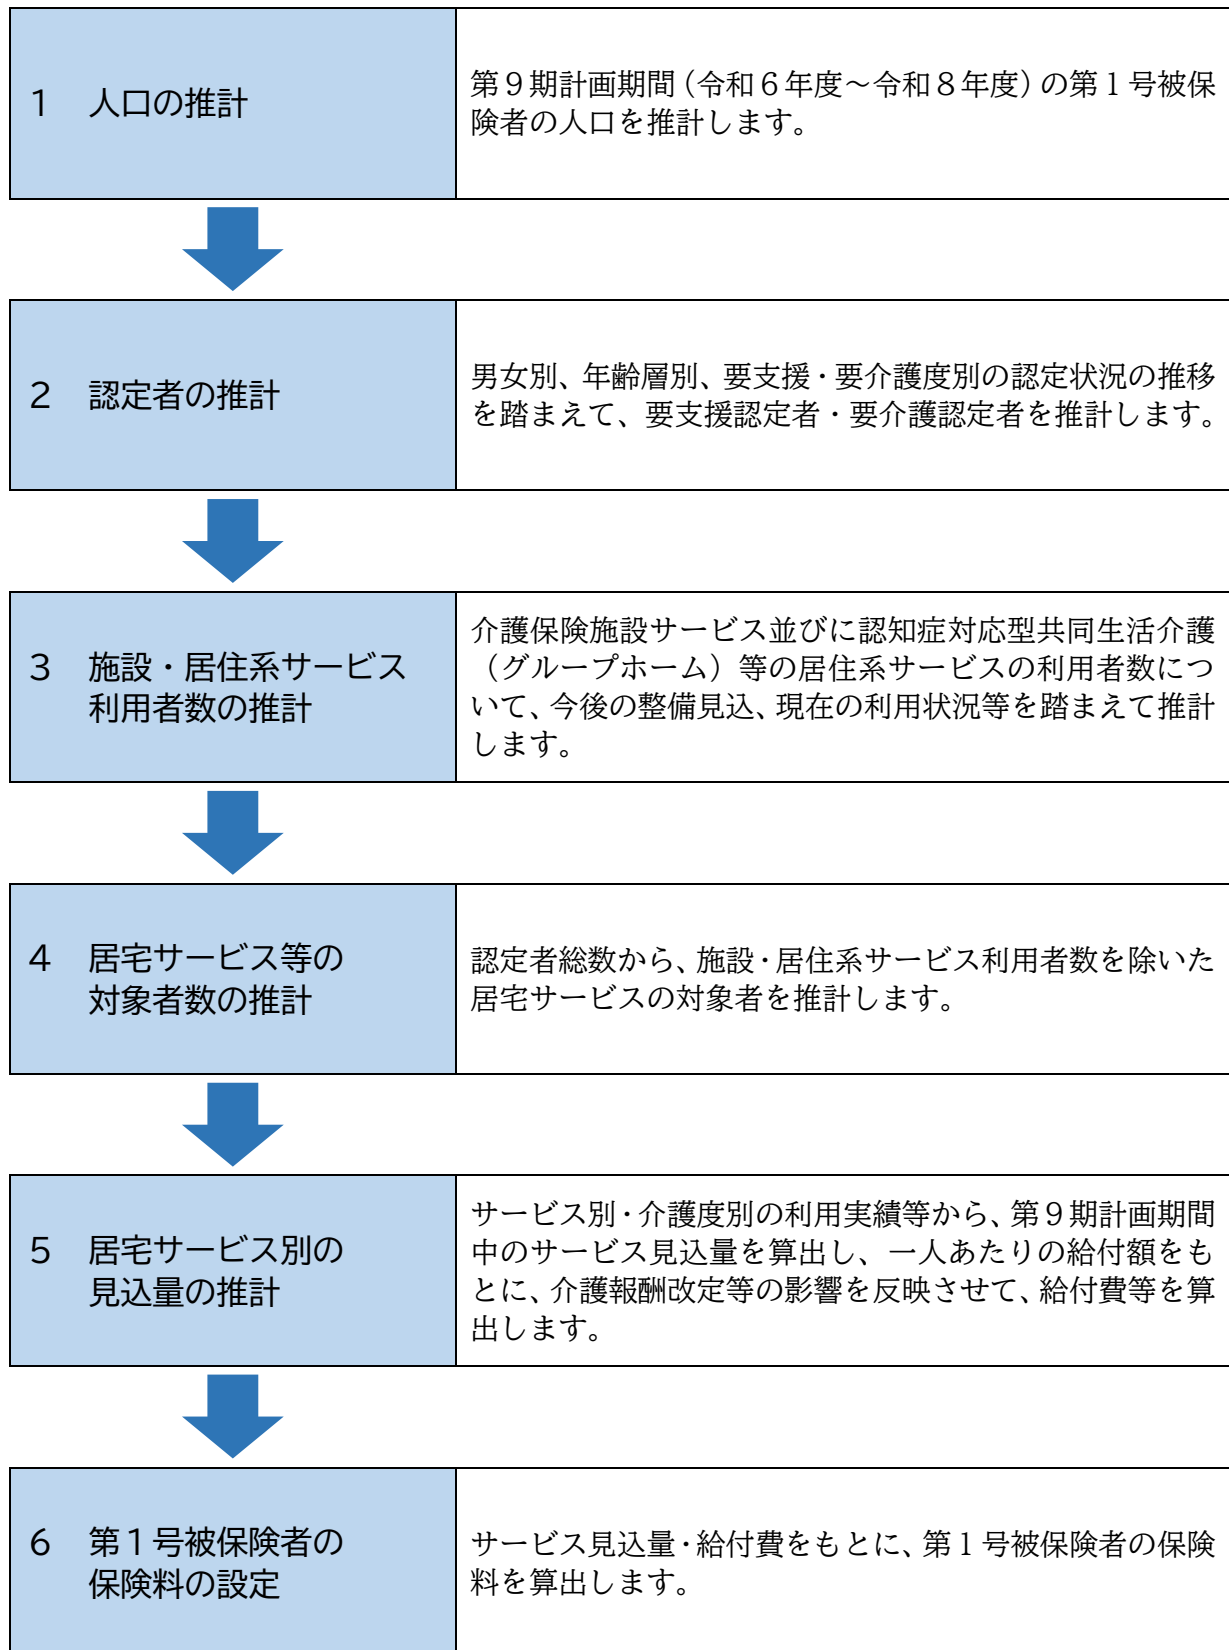 1 人口の推計
第９期計画期間（令和６年度～令和８年度）の第１号被保
険者の人口を推計します。
2 認定者の推計
男女別、年齢層別、要支援・要介護度別の認定状況の推移
を踏まえて、要支援認定者・要介護認定者を推計します。
3 施設・居住系サービス
利用者数の推計
介護保険施設サービス並びに認知症対応型共同生活介護
（グループホーム）等の居住系サービスの利用者数につ
いて、今後の整備見込、現在の利用状況等を踏まえて推計
します。
4 居宅サービス等の
対象者数の推計
認定者総数から、施設・居住系サービス利用者数を除いた
居宅サービスの対象者を推計します。
5 居宅サービス別の
見込量の推計
サービス別・介護度別の利用実績等から、第９期計画期間
中のサービス見込量を算出し、一人あたりの給付額をも
とに、介護報酬改定等の影響を反映させて、給付費等を算
出します。
6 第１号被保険者の
保険料の設定
サービス見込量・給付費をもとに、第１号被保険者の保険
料を算出します。